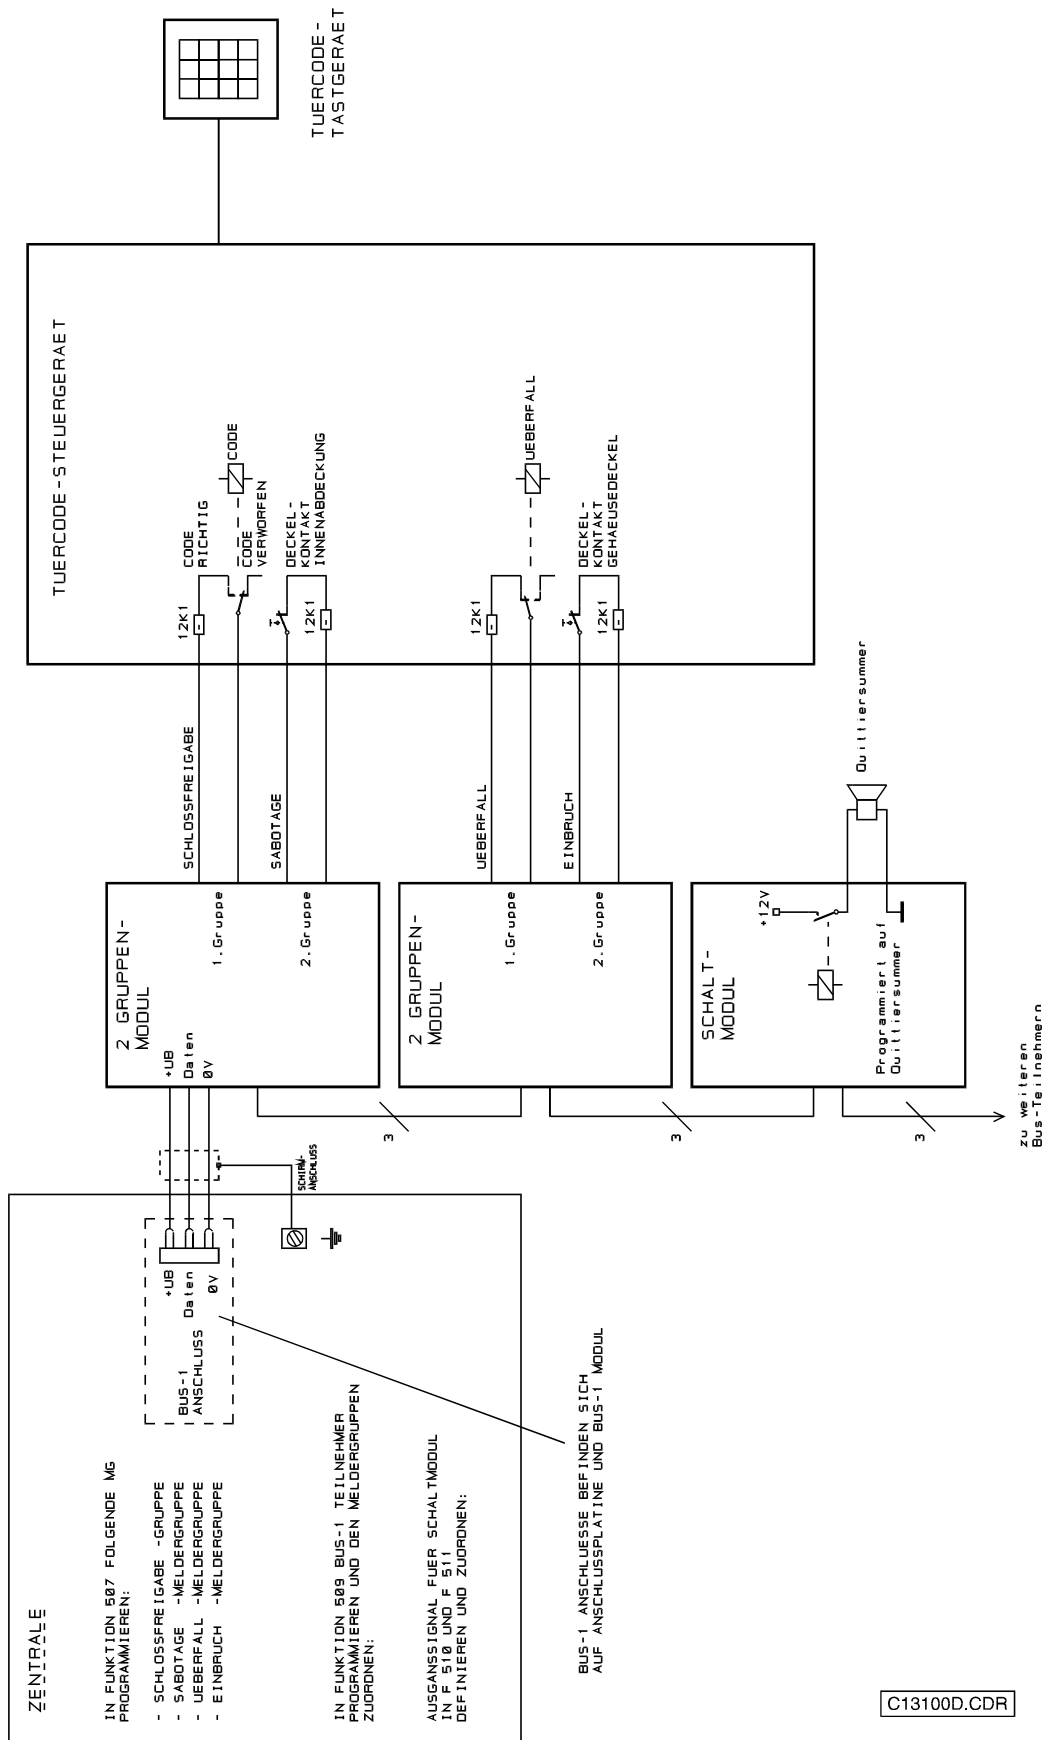 ZENTRALE
IN FUNKTION 507 FOLGENDE MG
PROGRAMMIEREN:
- SCHLOSSFREIGABE -GRUPPE
- SABOTAGE -MELDERGRUPPE
- UEBERFALL -MELDERGRUPPE
- EINBRUCH -MELDERGRUPPE
IN FUNKTION 509 BUS-1 TEILNEHMER
PROGRAMMIEREN UND DEN MELDERGRUPPEN
ZUORDNEN:
AUSGANSSIGNAL FUER SCHALTMODUL
IN F 510 UND F 511
DEFINIEREN UND ZUORDNEN:
BUS-1
ANSCHLUSS
+UB
Daten
0V
SCHIRM-
ANSCHLUSS
BUS-1 ANSCHLUESSE BEFINDEN SICH
AUF ANSCHLUSSPLATINE UND BUS-1 MODUL
+UB
Daten
0V
2 GRUPPEN-
MODUL
1.Gruppe
2.Gruppe
3
2 GRUPPEN-
MODUL
1.Gruppe
2.Gruppe
3
SCHALT-
MODUL
+12V
Programmiert auf
Quittiersummer
3
zu weiteren
Bus-Teilnehmern
Quittiersummer
SCHLOSSFREIGABE
SABOTAGE
UEBERFALL
EINBRUCH
TUERCODE-STEUERGERAET
12K1
CODE
RICHTIG
CODE
CODE
VERWORFEN
12K1
DECKEL-
KONTAKT
INNENABDECKUNG
12K1
UEBERFALL
12K1
DECKEL-
KONTAKT
GEHAEUSEDECKEL
TUERCODE-
TASTGERAET
C13100D.CDR